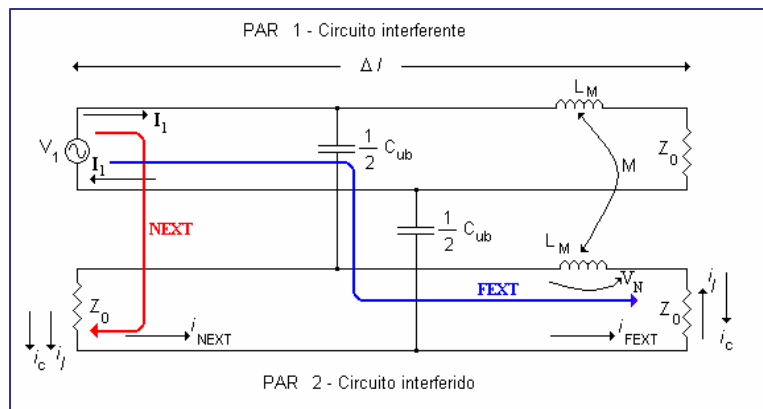 PAR 1 - Circuito interferente
Δ l
L_M
I_1
V_1
1/2 C_ub
Z_0
I_1
M
NEXT
1/2 C_ub
L_M
V_N
FEXT
Z_0
i_l
Z_0
i_c
i_c i_l
i_NEXT
i_FEXT
PAR 2 - Circuito interferido